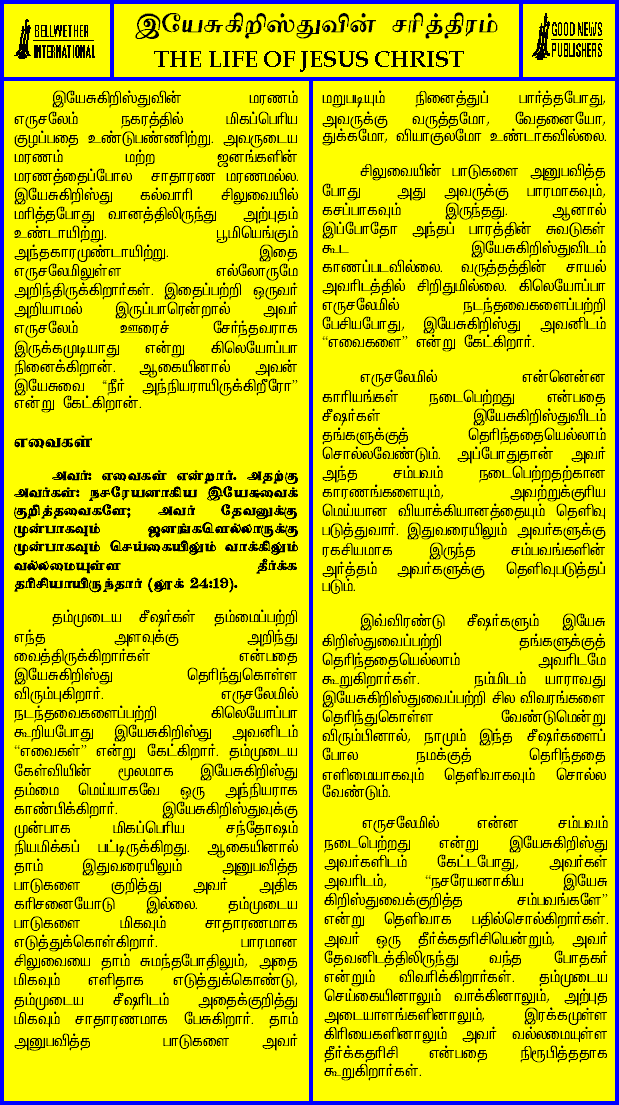 BELLWETHER
INTERNATIONAL
இயேசுகிறிஸ்துவின் சரித்திரம்
THE LIFE OF JESUS CHRIST
GOOD NEWS
PUBLISHERS
இயேசுகிறிஸ்துவின் மரணம்
எருசலேம் நகரத்தில் மிகப்பெரிய
குழப்பதை உண்டுபண்ணிற்று. அவருடைய
மரணம் மற்ற ஜனங்களின்
மரணத்தைப்போல சாதாரண மரணமல்ல.
இயேசுகிறிஸ்து கல்வாரி சிலுவையில்
மரித்தபோது வானத்திலிருந்து அற்புதம்
உண்டாயிற்று. பூமியெங்கும்
அந்தகாரமுண்டாயிற்று. இதை
எருசலேமிலுள்ள எல்லோருமே
அறிந்திருக்கிறார்கள். இதைப்பற்றி ஒருவர்
அறியாமல் இருப்பாரென்றால் அவர்
எருசலேம் ஊரைச் சேர்ந்தவராக
இருக்கமுடியாது என்று கிலெயோப்பா
நினைக்கிறான். ஆகையினால் அவன்
இயேசுவை “நீர் அந்நியராயிருக்கிறீரோ”
என்று கேட்கிறான்.
எவைகள்
அவர்: எவைகள் என்றார். அதற்கு
அவர்கள்: நசரேயனாகிய இயேசுவைக்
குறித்தவைகளே; அவர் தேவனுக்கு
முன்பாகவும் ஜனங்களெல்லாருக்கு
முன்பாகவும் செய்கையிலும் வாக்கிலும்
வல்லமையுள்ள தீர்க்க
தரிசியாயிருந்தார் (லூக் 24:19).
தம்முடைய சீஷர்கள் தம்மைப்பற்றி
எந்த அளவுக்கு அறிந்து
வைத்திருக்கிறார்கள் என்பதை
இயேசுகிறிஸ்து தெரிந்துகொள்ள
விரும்புகிறார். எருசலேமில்
நடந்தவைகளைப்பற்றி கிலெயோப்பா
கூறியபோது இயேசுகிறிஸ்து அவனிடம்
“எவைகள்” என்று கேட்கிறார். தம்முடைய
கேள்வியின் மூலமாக இயேசுகிறிஸ்து
தம்மை மெய்யாகவே ஒரு அந்நியராக
காண்பிக்கிறார். இயேசுகிறிஸ்துவுக்கு
முன்பாக மிகப்பெரிய சந்தோஷம்
நியமிக்கப் பட்டிருக்கிறது. ஆகையினால்
தாம் இதுவரையிலும் அனுபவித்த
பாடுகளை குறித்து அவர் அதிக
கரிசனையோடு இல்லை. தம்முடைய
பாடுகளை மிகவும் சாதாரணமாக
எடுத்துக்கொள்கிறார். பாரமான
சிலுவையை தாம் சுமந்தபோதிலும், அதை
மிகவும் எளிதாக எடுத்துக்கொண்டு,
தம்முடைய சீஷரிடம் அதைக்குறித்து
மிகவும் சாதாரணமாக பேசுகிறார். தாம்
அனுபவித்த பாடுகளை அவர்
மறுபடியும் நினைத்துப் பார்த்தபோது,
அவருக்கு வருத்தமோ, வேதனையோ,
துக்கமோ, வியாகுலமோ உண்டாகவில்லை.
சிலுவையின் பாடுகளை அனுபவித்த
போது அது அவருக்கு பாரமாகவும்,
கசப்பாகவும் இருந்தது. ஆனால்
இப்போதோ அந்தப் பாரத்தின் சுவடுகள்
கூட இயேசுகிறிஸ்துவிடம்
காணப்படவில்லை. வருத்தத்தின் சாயல்
அவரிடத்தில் சிறிதுமில்லை. கிலெயோப்பா
எருசலேமில் நடந்தவைகளைப்பற்றி
பேசியபோது, இயேசுகிறிஸ்து அவனிடம்
“எவைகளை” என்று கேட்கிறார்.
எருசலேமில் என்னென்ன
காரியங்கள் நடைபெற்றது என்பதை
சீஷர்கள் இயேசுகிறிஸ்துவிடம்
தங்களுக்குத் தெரிந்ததையெல்லாம்
சொல்லவேண்டும். அப்போதுதான் அவர்
அந்த சம்பவம் நடைபெற்றதற்கான
காரணங்களையும், அவற்றுக்குரிய
மெய்யான வியாக்கியானத்தையும் தெளிவு
படுத்துவார். இதுவரையிலும் அவர்களுக்கு
ரகசியமாக இருந்த சம்பவங்களின்
அர்த்தம் அவர்களுக்கு தெளிவுபடுத்தப்
படும்.
இவ்விரண்டு சீஷர்களும் இயேசு
கிறிஸ்துவைப்பற்றி தங்களுக்குத்
தெரிந்ததையெல்லாம் அவரிடமே
கூறுகிறார்கள். நம்மிடம் யாராவது
இயேசுகிறிஸ்துவைப்பற்றி சில விவரங்களை
தெரிந்துகொள்ள வேண்டுமென்று
விரும்பினால், நாமும் இந்த சீஷர்களைப்
போல நமக்குத் தெரிந்ததை
எளிமையாகவும் தெளிவாகவும் சொல்ல
வேண்டும்.
எருசலேமில் என்ன சம்பவம்
நடைபெற்றது என்று இயேசுகிறிஸ்து
அவர்களிடம் கேட்டபோது, அவர்கள்
அவரிடம், “நசரேயனாகிய இயேசு
கிறிஸ்துவைக்குறித்த சம்பவங்களே”
என்று தெளிவாக பதில்சொல்கிறார்கள்.
அவர் ஒரு தீர்க்கதரிசியென்றும், அவர்
தேவனிடத்திலிருந்து வந்த போதகர்
என்றும் விவரிக்கிறார்கள். தம்முடைய
செய்கையினாலும் வாக்கினாலும், அற்புத
அடையாளங்களினாலும், இரக்கமுள்ள
கிரியைகளினாலும் அவர் வல்லமையுள்ள
தீர்க்கதரிசி என்பதை நிரூபித்ததாக
கூறுகிறார்கள்.